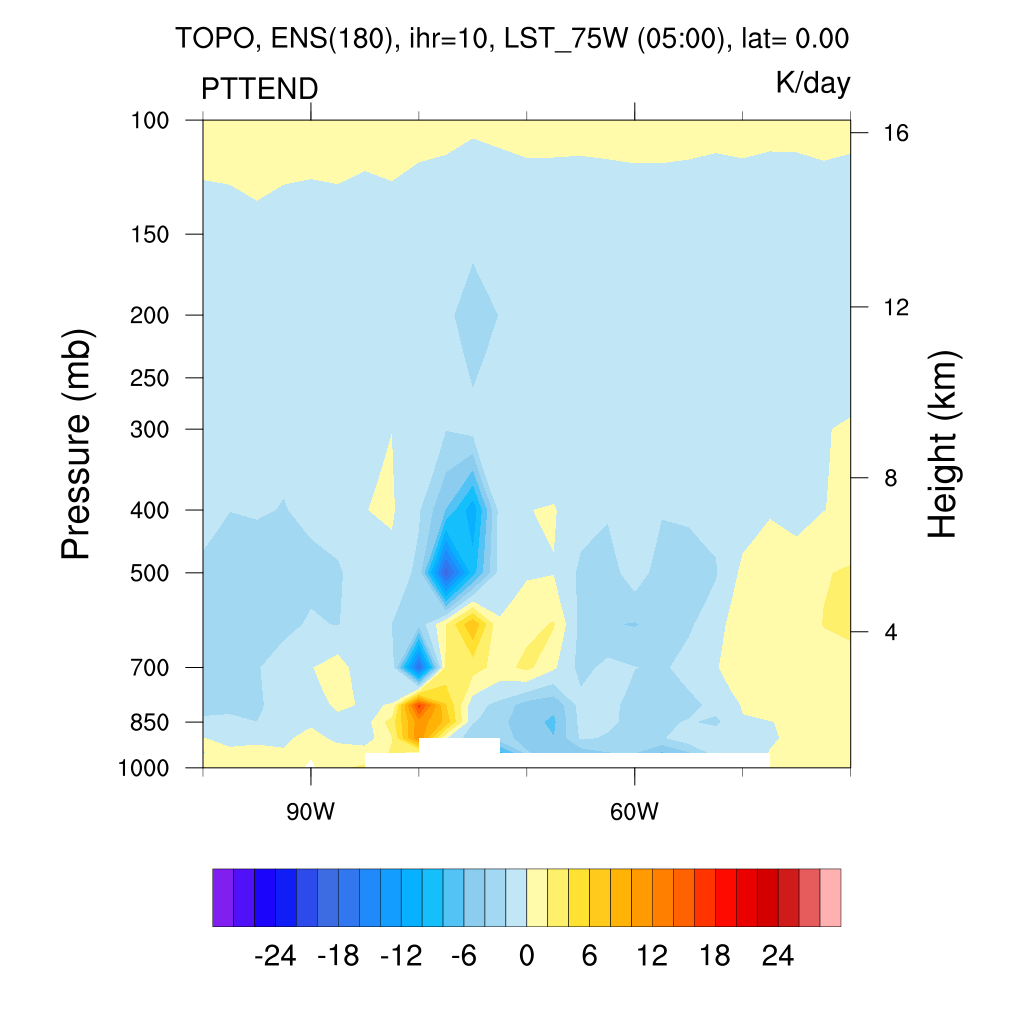 TOPO, ENS(180), ihr=10, LST_75W (05:00), lat= 0.00
PTTEND K/day
Pressure (mb)
100
150
200
250
300
400
500
700
850
1000
16
12
8
4
Height (km)
90W 60W
-24 -18 -12 -6 0 6 12 18 24